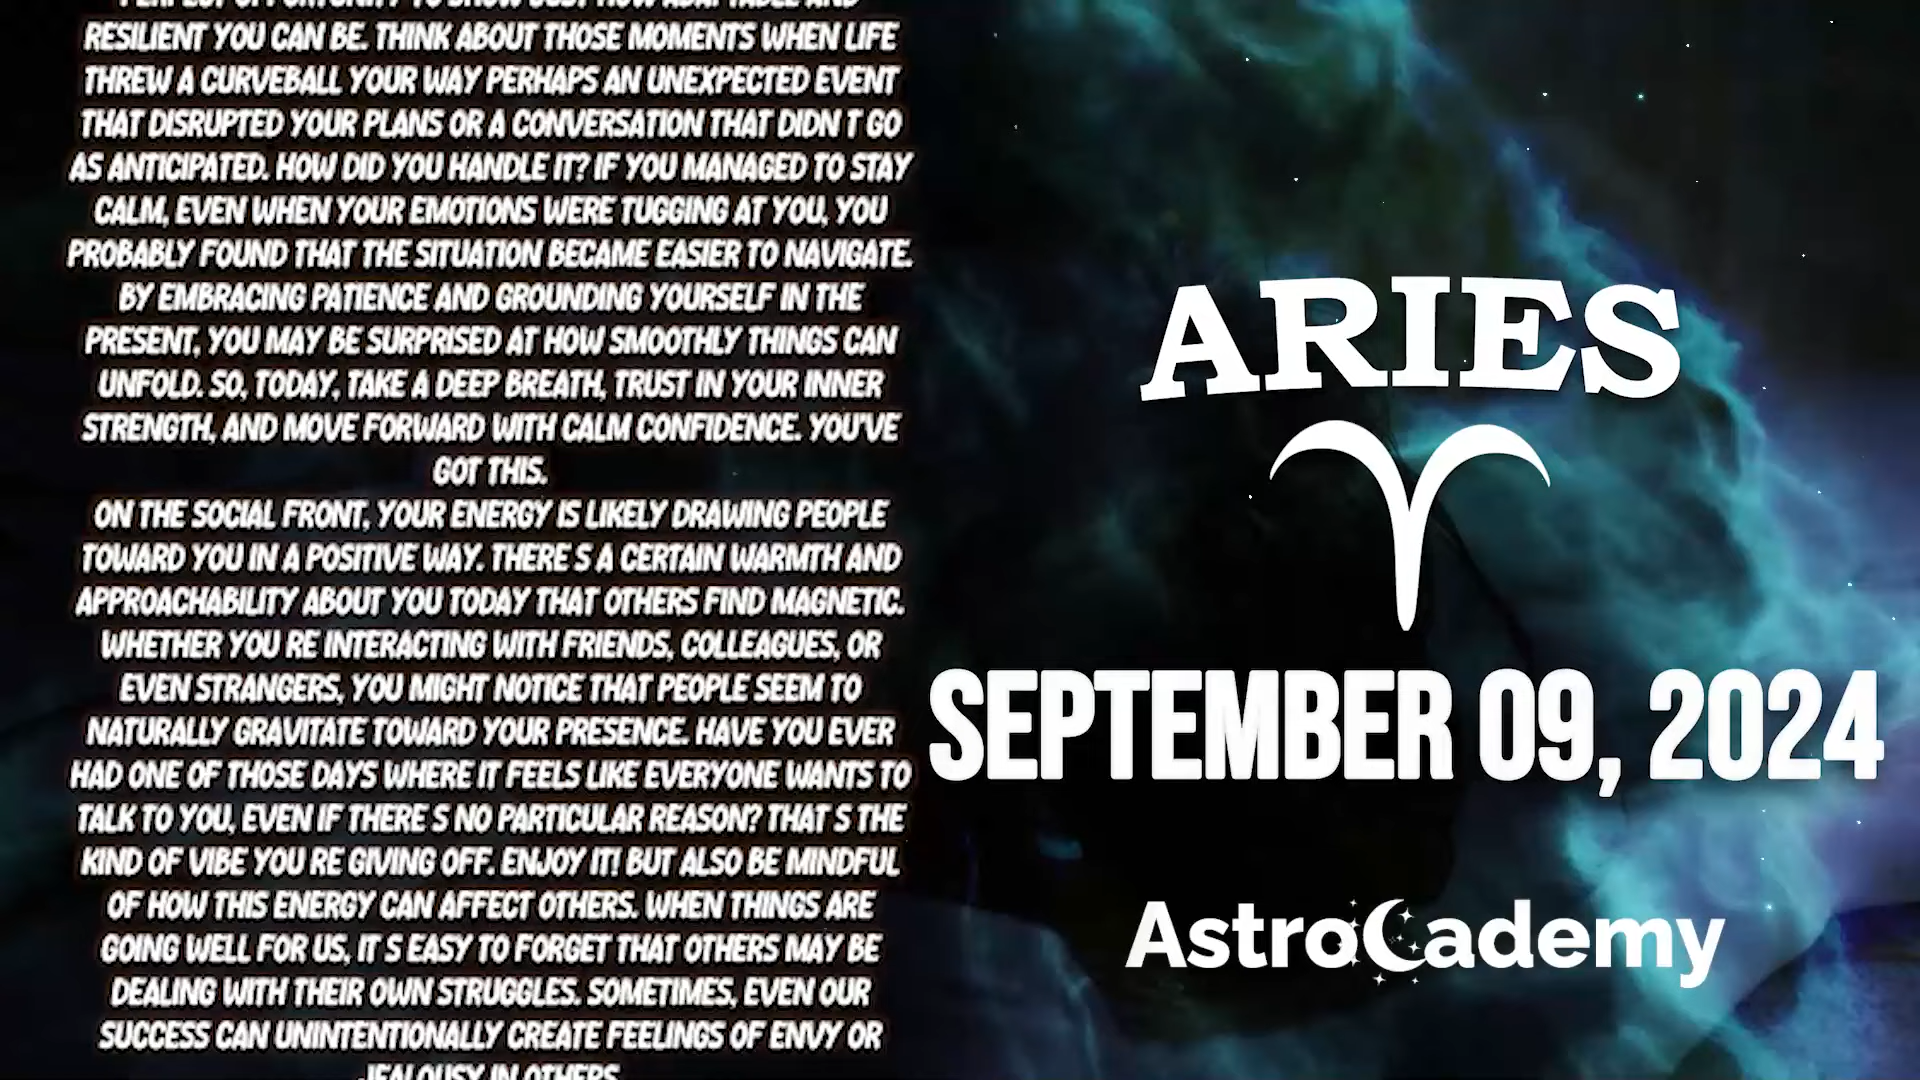 PERFECT OPPORTUNITY TO SHOW JUST HOW ADAPTABLE AND
RESILIENT YOU CAN BE. THINK ABOUT THOSE MOMENTS WHEN LIFE
THREW A CURVEBALL YOUR WAY PERHAPS AN UNEXPECTED EVENT
THAT DISRUPTED YOUR PLANS OR A CONVERSATION THAT DIDN T GO
AS ANTICIPATED. HOW DID YOU HANDLE IT? IF YOU MANAGED TO STAY
CALM, EVEN WHEN YOUR EMOTIONS WERE TUGGING AT YOU, YOU
PROBABLY FOUND THAT THE SITUATION BECAME EASIER TO NAVIGATE.
BY EMBRACING PATIENCE AND GROUNDING YOURSELF IN THE
PRESENT, YOU MAY BE SURPRISED AT HOW SMOOTHLY THINGS CAN
UNFOLD. SO, TODAY, TAKE A DEEP BREATH, TRUST IN YOUR INNER
STRENGTH, AND MOVE FORWARD WITH CALM CONFIDENCE. YOU'VE
GOT THIS.
ON THE SOCIAL FRONT, YOUR ENERGY IS LIKELY DRAWING PEOPLE
TOWARD YOU IN A POSITIVE WAY. THERE S A CERTAIN WARMTH AND
APPROACHABILITY ABOUT YOU TODAY THAT OTHERS FIND MAGNETIC.
WHETHER YOU RE INTERACTING WITH FRIENDS, COLLEAGUES, OR
EVEN STRANGERS, YOU MIGHT NOTICE THAT PEOPLE SEEM TO
NATURALLY GRAVITATE TOWARD YOUR PRESENCE. HAVE YOU EVER
HAD ONE OF THOSE DAYS WHERE IT FEELS LIKE EVERYONE WANTS TO
TALK TO YOU, EVEN IF THERE S NO PARTICULAR REASON? THAT S THE
KIND OF VIBE YOU RE GIVING OFF. ENJOY IT! BUT ALSO BE MINDFUL
OF HOW THIS ENERGY CAN AFFECT OTHERS. WHEN THINGS ARE
GOING WELL FOR US, IT S EASY TO FORGET THAT OTHERS MAY BE
DEALING WITH THEIR OWN STRUGGLES. SOMETIMES, EVEN OUR
SUCCESS CAN UNINTENTIONALLY CREATE FEELINGS OF ENVY OR
JEALOUSY IN OTHERS.
ARIES
SEPTEMBER 09, 2024
AstroCademy